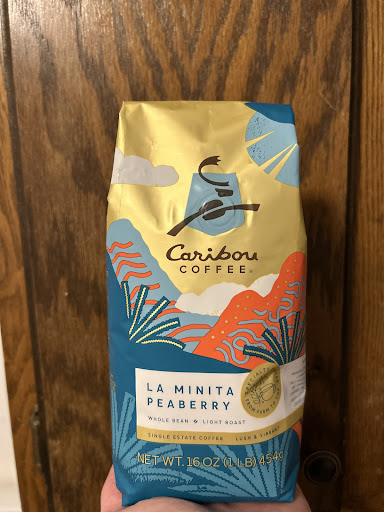 Caribou
COFFEE®
LA MINITA
PEABERRY
WHOLE BEAN LIGHT ROAST
SINGLE ESTATE COFFEE LUSH & VIBRANT
NET WT. 16 OZ (1 LB) 454G